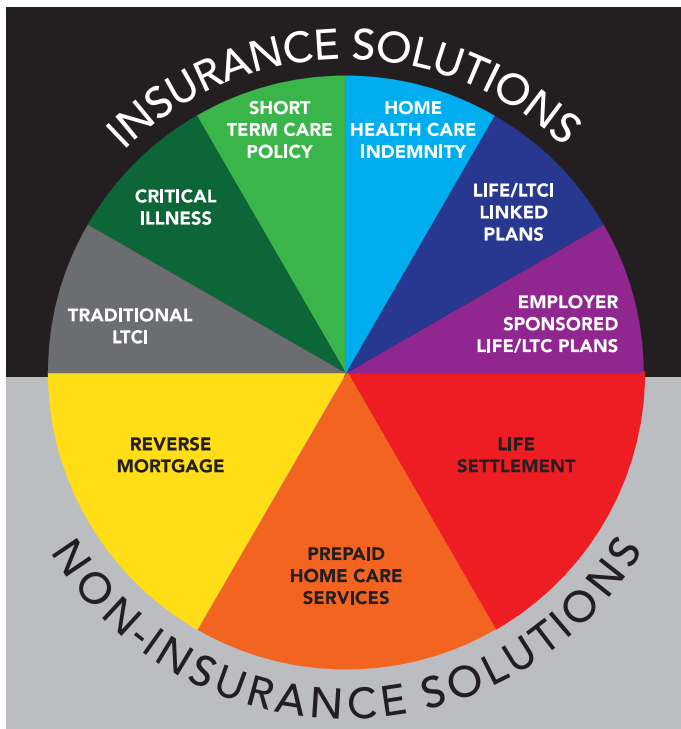 INSURANCE SOLUTIONS
SHORT
TERM CARE
POLICY
HOME
HEALTH CARE
INDEMNITY
CRITICAL
ILLNESS
LIFE/LTCI
LINKED
PLANS
TRADITIONAL
LTCI
EMPLOYER
SPONSORED
LIFE/LTC PLANS
REVERSE
MORTGAGE
LIFE
SETTLEMENT
PREPAID
HOME CARE
SERVICES
NON-INSURANCE SOLUTIONS